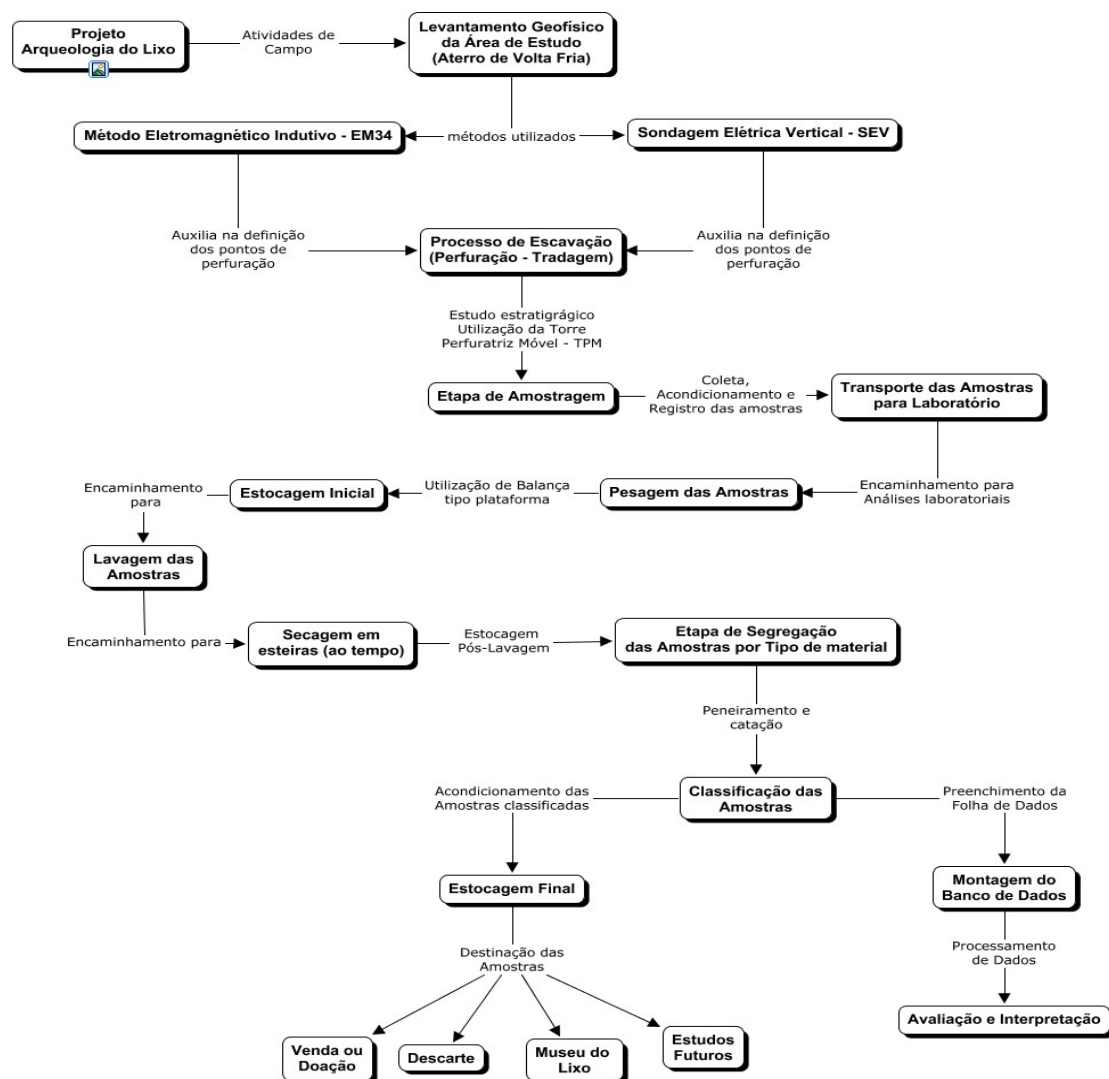 Projeto
Arqueologia do Lixo
Atividades de
Campo
Levantamento Geofísico
da Área de Estudo
(Aterro de Volta Fria)
Método Eletromagnético Indutivo - EM34
métodos utilizados
Sondagem Elétrica Vertical - SEV
Auxilia na definição
dos pontos de
perfuração
Processo de Escavação
(Perfuração - Tradagem)
Auxilia na definição
dos pontos de
perfuração
Estudo estratigrágico
Utilização da Torre
Perfuratriz Móvel - TPM
Etapa de Amostragem
Coleta,
Acondicionamento e
Registro das amostras
Transporte das Amostras
para Laboratório
Encaminhamento para
Análises laboratoriais
Pesagem das Amostras
Utilização de Balança
tipo plataforma
Estocagem Inicial
Encaminhamento
para
Lavagem das
Amostras
Encaminhamento para
Secagem em
esteiras (ao tempo)
Estocagem
Pós-Lavagem
Etapa de Segregação
das Amostras por Tipo de material
Peneiramento e
catação
Classificação das
Amostras
Acondicionamento das
Amostras classificadas
Preenchimento da
Folha de Dados
Estocagem Final
Montagem do
Banco de Dados
Destinação das
Amostras
Processamento
de Dados
Venda ou
Doação
Descarte
Museu do
Lixo
Estudos
Futuros
Avaliação e Interpretação